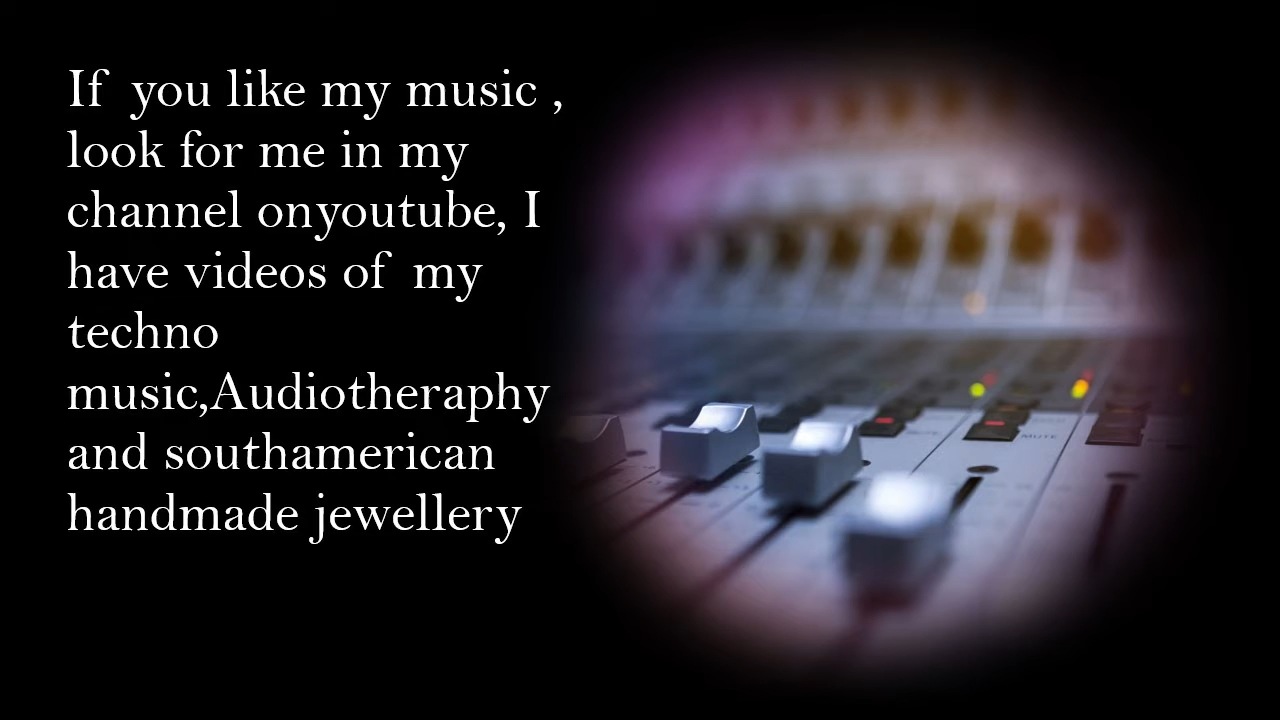 If you like my music ,
look for me in my
channel onyoutube, I
have videos of my
techno
music,Audiotheraphy
and southamerican
handmade jewellery
MUTE